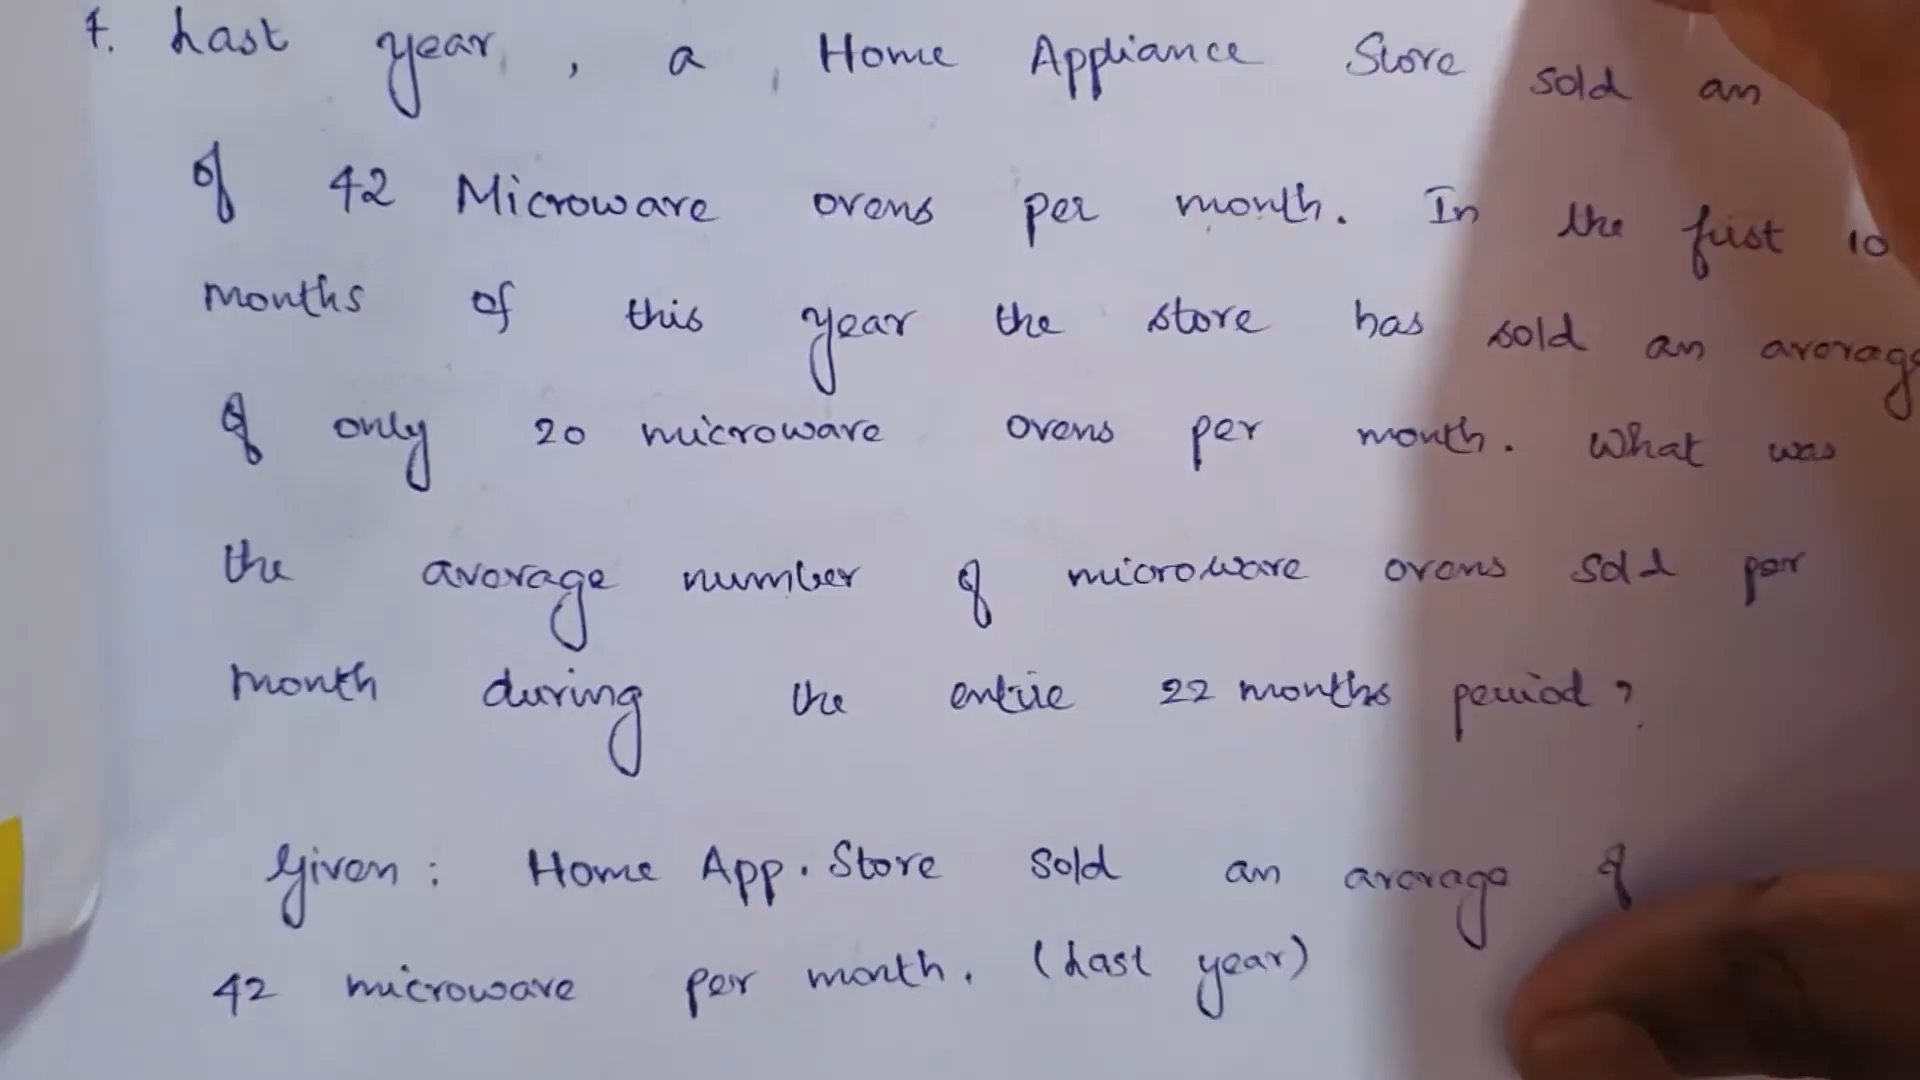 7. Last year, a Home Appliance Store sold an
of 42 Microware ovens per month. In the first 10
months of this year the store has sold an average
of only 20 microware ovens per month. What was
the average number of microware ovens sold per
month during the entire 22 months period?
Given: Home App. Store sold an average of
42 microware per month. (Last year)